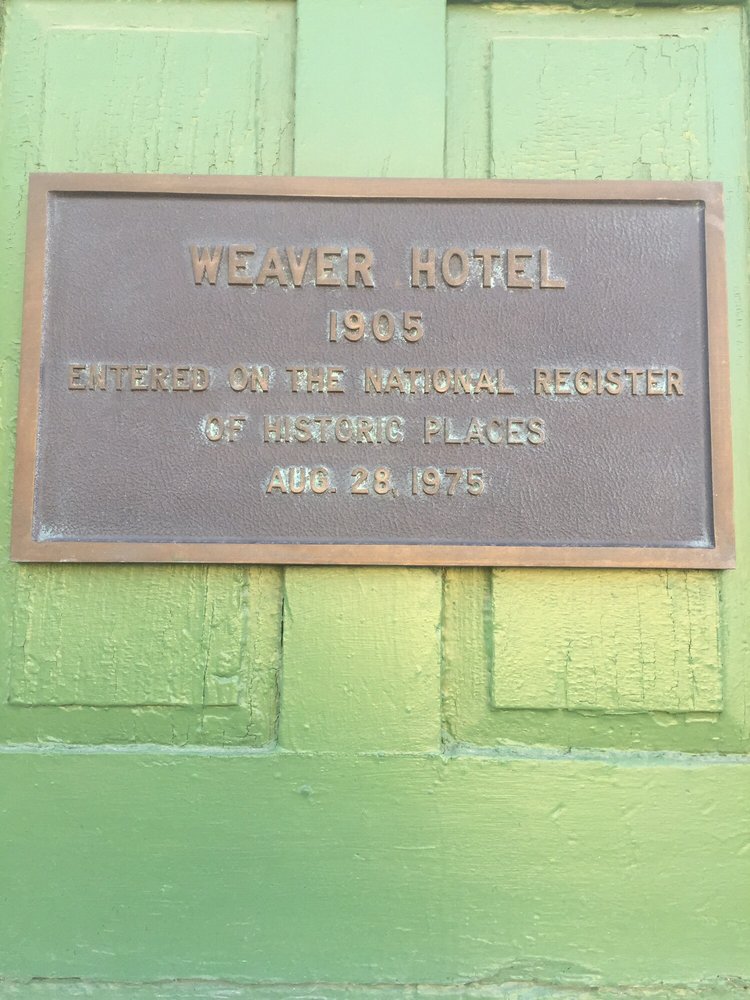 WEAVER HOTEL
1905
ENTERED ON THE NATIONAL REGISTER
OF HISTORIC PLACES
AUG. 28, 1975